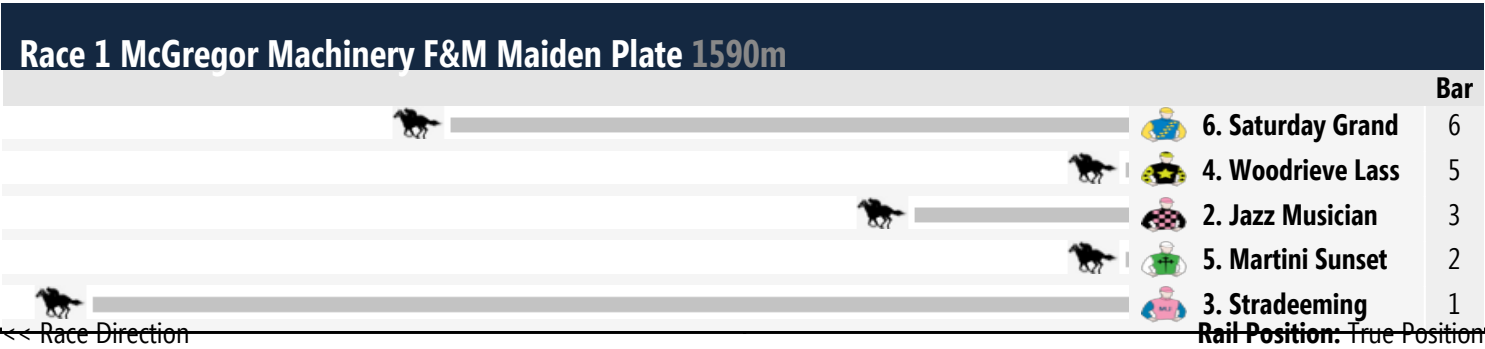 Race 1 McGregor Machinery F&M Maiden Plate 1590m
Bar
6. Saturday Grand 6
4. Woodrieve Lass 5
2. Jazz Musician 3
5. Martini Sunset 2
3. Stradeeming 1
<<< Race Direction Rail Position: True Position